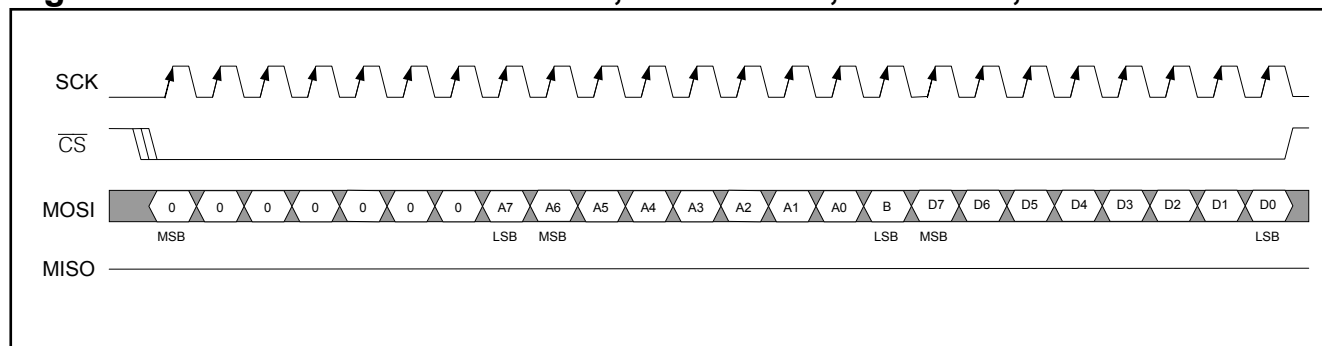 SCK
CS
MOSI 0 0 0 0 0 0 0 A7 A6 A5 A4 A3 A2 A1 A0 B D7 D6 D5 D4 D3 D2 D1 D0
MSB LSB MSB LSB MSB LSB
MISO